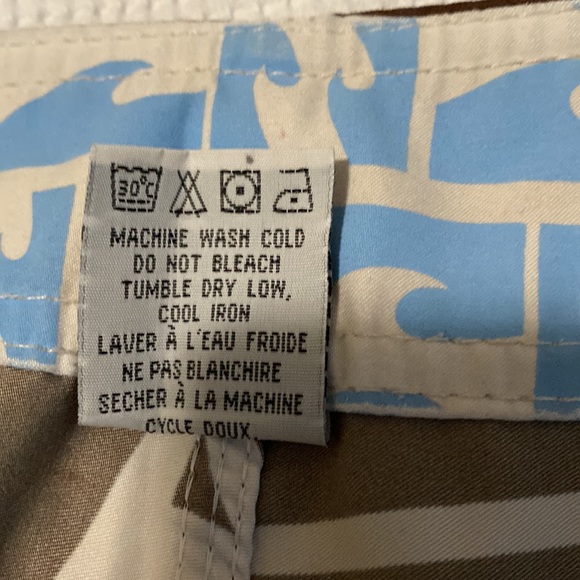 30°C
MACHINE WASH COLD
DO NOT BLEACH
TUMBLE DRY LOW,
COOL IRON
LAVER À L'EAU FROIDE
NE PAS BLANCHIRE
SECHER À LA MACHINE
CYCLE DOUX,